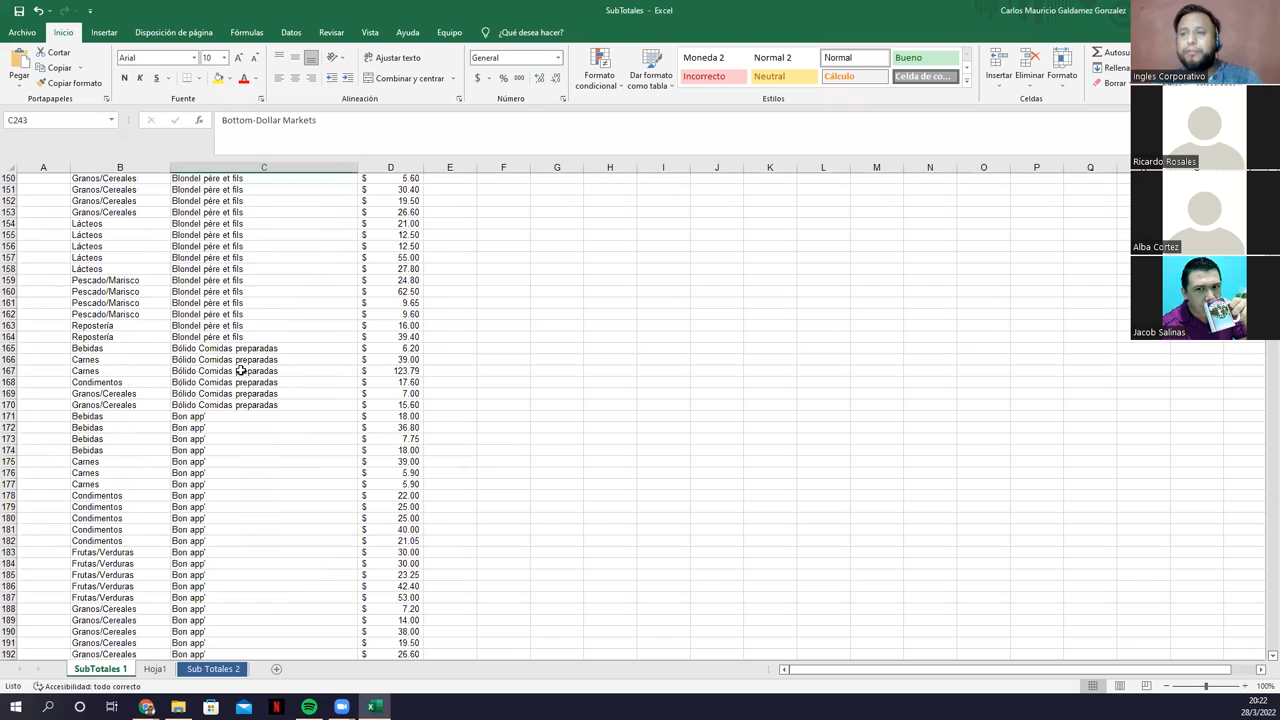 SubTotales - Excel
Carlos Mauricio Galdamez Gonzalez
Archivo Inicio Insertar Disposición de página Fórmulas Datos Revisar Vista Ayuda Equipo ¿Qué desea hacer?
Pegar
Cortar
Copiar
Copiar formato
Portapapeles
Arial 10
N K S
Fuente
Combinar y centrar
Alineación
General
$ % 000
Número
Formato condicional
Dar formato como tabla
Moneda 2 Normal 2 Normal Bueno
Incorrecto Neutral Cálculo Celda de co...
Estilos
Insertar Eliminar Formato
Celdas
Autosu
Rellena
Borrar
Ingles Corporativo
Ricardo Rosales
Alba Cortez
Jacob Salinas
C243 fx Bottom-Dollar Markets
A B C D E F G H I J K L M N O P
150 Granos/Cereales Blondel père et fils $ 5.60
151 Granos/Cereales Blondel père et fils $ 30.40
152 Granos/Cereales Blondel père et fils $ 19.50
153 Granos/Cereales Blondel père et fils $ 26.60
154 Lácteos Blondel père et fils $ 21.00
155 Lácteos Blondel père et fils $ 12.50
156 Lácteos Blondel père et fils $ 12.50
157 Lácteos Blondel père et fils $ 55.00
158 Lácteos Blondel père et fils $ 27.80
159 Pescado/Marisco Blondel père et fils $ 24.80
160 Pescado/Marisco Blondel père et fils $ 62.50
161 Pescado/Marisco Blondel père et fils $ 9.65
162 Pescado/Marisco Blondel père et fils $ 9.60
163 Repostería Blondel père et fils $ 16.00
164 Repostería Blondel père et fils $ 39.40
165 Bebidas Bólido Comidas preparadas $ 6.20
166 Carnes Bólido Comidas preparadas $ 39.00
167 Carnes Bólido Comidas preparadas $ 123.79
168 Condimentos Bólido Comidas preparadas $ 17.60
169 Granos/Cereales Bólido Comidas preparadas $ 7.00
170 Granos/Cereales Bólido Comidas preparadas $ 15.60
171 Bebidas Bon app' $ 18.00
172 Bebidas Bon app' $ 36.80
173 Bebidas Bon app' $ 7.75
174 Bebidas Bon app' $ 18.00
175 Carnes Bon app' $ 39.00
176 Carnes Bon app' $ 5.90
177 Carnes Bon app' $ 5.90
178 Condimentos Bon app' $ 22.00
179 Condimentos Bon app' $ 25.00
180 Condimentos Bon app' $ 25.00
181 Condimentos Bon app' $ 40.00
182 Condimentos Bon app' $ 21.05
183 Frutas/Verduras Bon app' $ 30.00
184 Frutas/Verduras Bon app' $ 30.00
185 Frutas/Verduras Bon app' $ 23.25
186 Frutas/Verduras Bon app' $ 42.40
187 Frutas/Verduras Bon app' $ 53.00
188 Granos/Cereales Bon app' $ 7.20
189 Granos/Cereales Bon app' $ 14.00
190 Granos/Cereales Bon app' $ 38.00
191 Granos/Cereales Bon app' $ 19.50
192 Granos/Cereales Bon app' $ 26.60
SubTotales 1 Hoja1 Sub Totales 2
Listo Accesibilidad: todo correcto 100%
20:22
28/3/2022